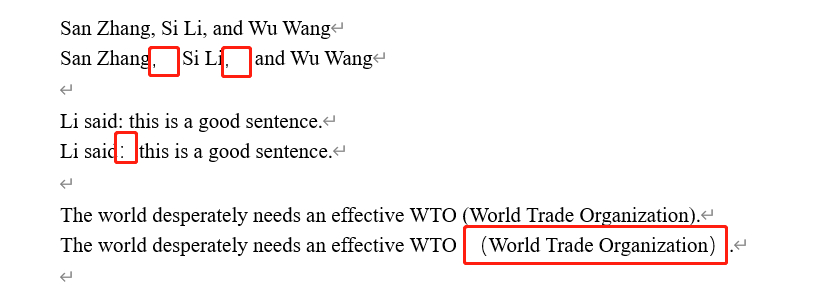 San Zhang, Si Li, and Wu Wang↵
San Zhang， Si Li， and Wu Wang↵
↵
Li said: this is a good sentence.↵
Li said：this is a good sentence.↵
↵
The world desperately needs an effective WTO (World Trade Organization).↵
The world desperately needs an effective WTO （World Trade Organization）.↵
↵